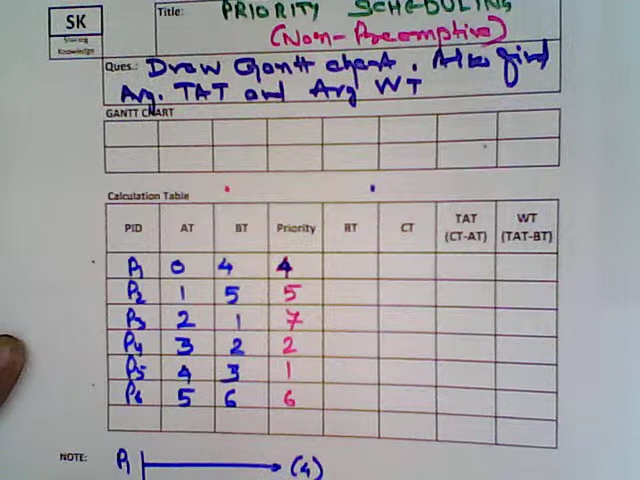 SK
Sharing
Knowledge
Title: PRIORITY SCHEDULING
(Non-Preemptive)
Ques.: Draw Gantt chart. Also find
Avg. TAT and Avg WT
GANTT CHART
Calculation Table
PID AT BT Priority RT CT TAT (CT-AT) WT (TAT-BT)
P1 0 4 4
P2 1 5 5
P3 2 1 7
P4 3 2 2
P5 4 3 1
P6 5 6 6
NOTE: P1 (4)